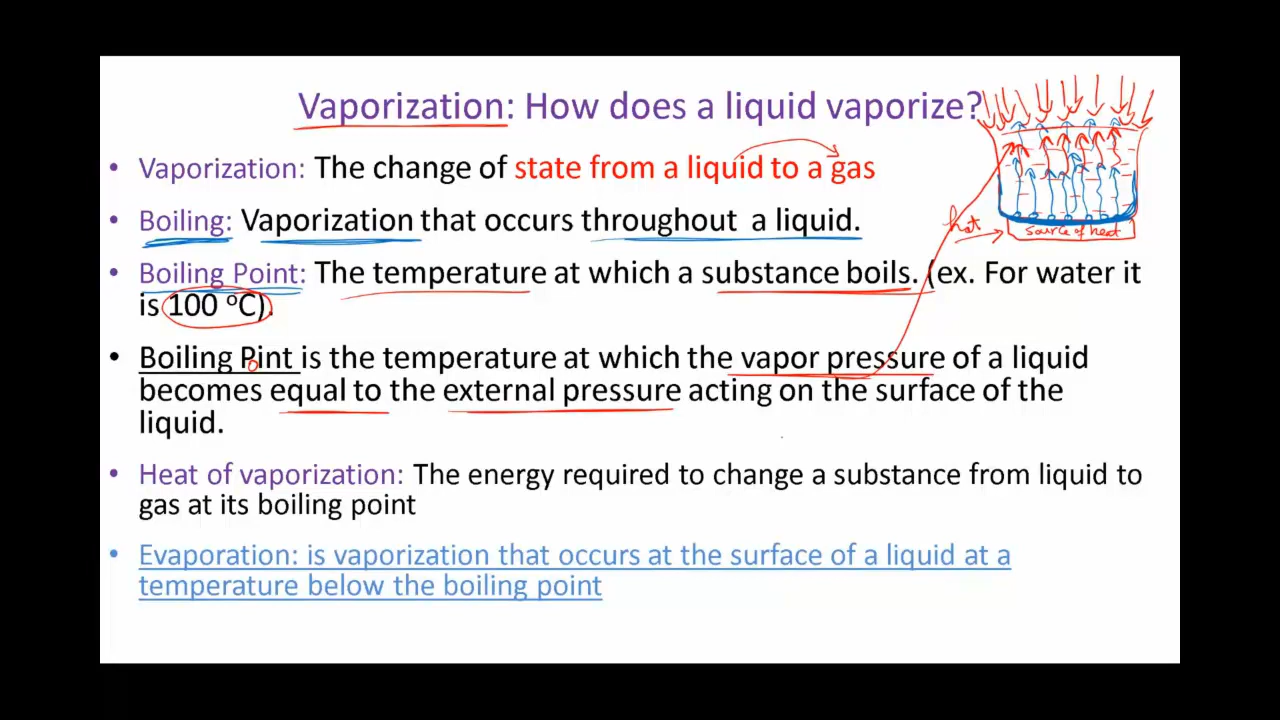 Vaporization: How does a liquid vaporize?
• Vaporization: The change of state from a liquid to a gas
• Boiling: Vaporization that occurs throughout a liquid.
hot
source of heat
• Boiling Point: The temperature at which a substance boils. (ex. For water it
is 100 °C).
• Boiling Point is the temperature at which the vapor pressure of a liquid
becomes equal to the external pressure acting on the surface of the
liquid.
• Heat of vaporization: The energy required to change a substance from liquid to
gas at its boiling point
• Evaporation: is vaporization that occurs at the surface of a liquid at a
temperature below the boiling point